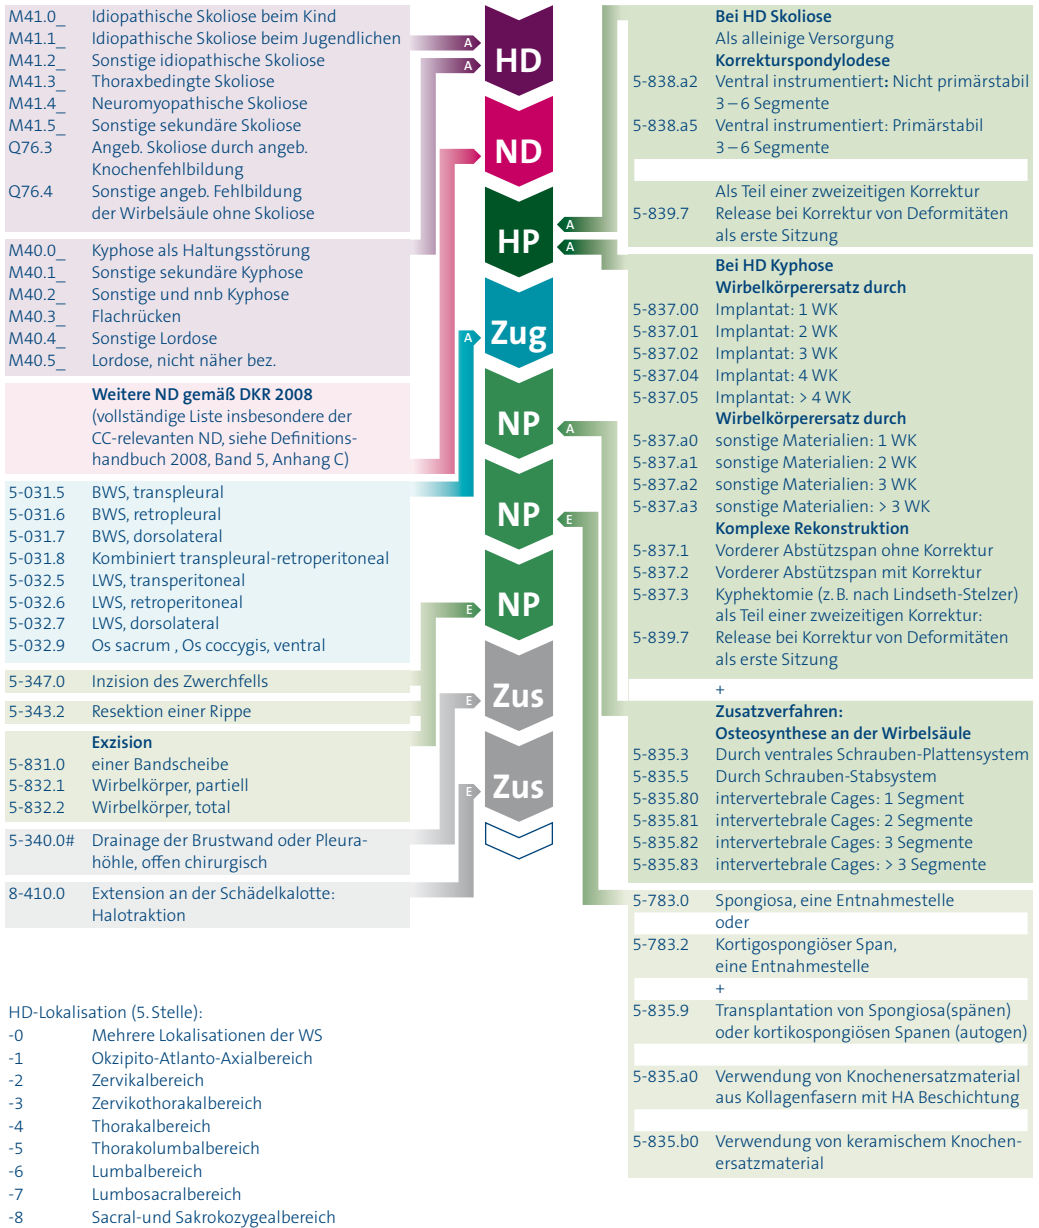 M41.0_ Idiopathische Skoliose beim Kind
M41.1_ Idiopathische Skoliose beim Jugendlichen
M41.2_ Sonstige idiopathische Skoliose
M41.3_ Thoraxbedingte Skoliose
M41.4_ Neuromyopathische Skoliose
M41.5_ Sonstige sekundäre Skoliose
Q76.3 Angeb. Skoliose durch angeb.
Knochenfehlbildung
Q76.4 Sonstige angeb. Fehlbildung
der Wirbelsäule ohne Skoliose
M40.0_ Kyphose als Haltungsstörung
M40.1_ Sonstige sekundäre Kyphose
M40.2_ Sonstige und nnb Kyphose
M40.3_ Flachrücken
M40.4_ Sonstige Lordose
M40.5_ Lordose, nicht näher bez.
Weitere ND gemäß DKR 2008
(vollständige Liste insbesondere der
CC-relevanten ND, siehe Definitions-
handbuch 2008, Band 5, Anhang C)
5-031.5 BWS, transpleural
5-031.6 BWS, retropleural
5-031.7 BWS, dorsolateral
5-031.8 Kombiniert transpleural-retroperitoneal
5-032.5 LWS, transperitoneal
5-032.6 LWS, retroperitoneal
5-032.7 LWS, dorsolateral
5-032.9 Os sacrum , Os coccygis, ventral
5-347.0 Inzision des Zwerchfells
5-343.2 Resektion einer Rippe
Exzision
5-831.0 einer Bandscheibe
5-832.1 Wirbelkörper, partiell
5-832.2 Wirbelkörper, total
5-340.0# Drainage der Brustwand oder Pleura-
höhle, offen chirurgisch
8-410.0 Extension an der Schädelkalotte:
Halotraktion
HD-Lokalisation (5. Stelle):
-0 Mehrere Lokalisationen der WS
-1 Okzipito-Atlanto-Axialbereich
-2 Zervikalbereich
-3 Zervikothorakalbereich
-4 Thorakalbereich
-5 Thorakolumbalbereich
-6 Lumbalbereich
-7 Lumbosacralbereich
-8 Sacral-und Sakrokozygealbereich
A
A
HD
ND
HP
A
A
A
Zug
NP
A
NP
E
E
NP
E
Zus
E
Zus
Bei HD Skoliose
Als alleinige Versorgung
Korrekturspondylodese
5-838.a2 Ventral instrumentiert: Nicht primärstabil
3 – 6 Segmente
5-838.a5 Ventral instrumentiert: Primärstabil
3 – 6 Segmente
Als Teil einer zweizeitigen Korrektur
5-839.7 Release bei Korrektur von Deformitäten
als erste Sitzung
Bei HD Kyphose
Wirbelkörperersatz durch
5-837.00 Implantat: 1 WK
5-837.01 Implantat: 2 WK
5-837.02 Implantat: 3 WK
5-837.04 Implantat: 4 WK
5-837.05 Implantat: > 4 WK
Wirbelkörperersatz durch
5-837.a0 sonstige Materialien: 1 WK
5-837.a1 sonstige Materialien: 2 WK
5-837.a2 sonstige Materialien: 3 WK
5-837.a3 sonstige Materialien: > 3 WK
Komplexe Rekonstruktion
5-837.1 Vorderer Abstützspan ohne Korrektur
5-837.2 Vorderer Abstützspan mit Korrektur
5-837.3 Kyphektomie (z. B. nach Lindseth-Stelzer)
als Teil einer zweizeitigen Korrektur:
5-839.7 Release bei Korrektur von Deformitäten
als erste Sitzung
+
Zusatzverfahren:
Osteosynthese an der Wirbelsäule
5-835.3 Durch ventrales Schrauben-Plattensystem
5-835.5 Durch Schrauben-Stabsystem
5-835.80 intervertebrale Cages: 1 Segment
5-835.81 intervertebrale Cages: 2 Segmente
5-835.82 intervertebrale Cages: 3 Segmente
5-835.83 intervertebrale Cages: > 3 Segmente
5-783.0 Spongiosa, eine Entnahmestelle
oder
5-783.2 Kortigospongiöser Span,
eine Entnahmestelle
+
5-835.9 Transplantation von Spongiosa(spänen)
oder kortikospongiösen Spanen (autogen)
5-835.a0 Verwendung von Knochenersatzmaterial
aus Kollagenfasern mit HA Beschichtung
5-835.b0 Verwendung von keramischem Knochen-
ersatzmaterial